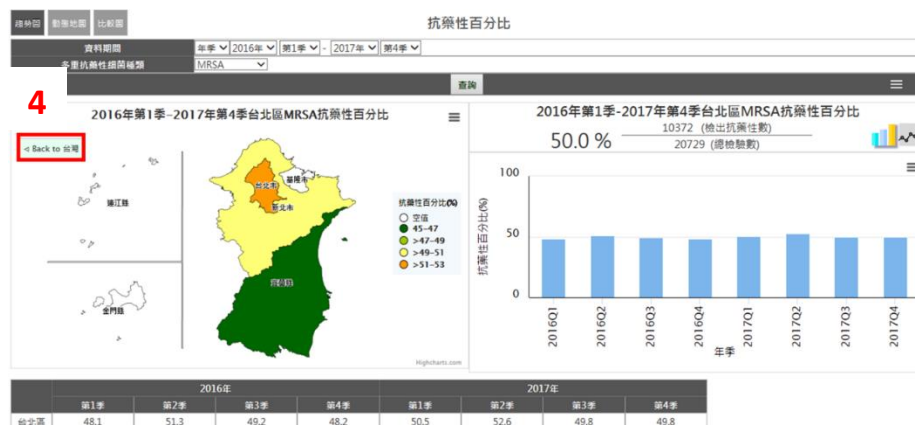 趨勢圖 動態地圖 比較圖
抗藥性百分比
資料期間 年季 2016年 第1季 - 2017年 第4季
多重抗藥性細菌種類 MRSA
查詢
4
2016年第1季-2017年第4季台北區MRSA抗藥性百分比
◁ Back to 台灣
連江縣
金門縣
台北市
基隆市
新北市
宜蘭縣
抗藥性百分比(%)
空值
45-47
>47-49
>49-51
>51-53
Highcharts.com
2016年第1季-2017年第4季台北區MRSA抗藥性百分比
50.0 %
10372 (檢出抗藥性數)
20729 (總檢驗數)
抗藥性百分比(%)
100
50
0
2016Q1 2016Q2 2016Q3 2016Q4 2017Q1 2017Q2 2017Q3 2017Q4
年季
2016年 2017年
第1季 第2季 第3季 第4季 第1季 第2季 第3季 第4季
台北區 48.1 51.3 49.2 48.2 50.5 52.6 49.8 49.8